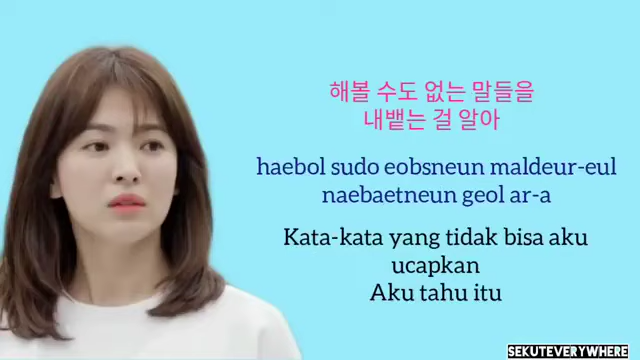 해볼 수도 없는 말들을
내뱉는 걸 알아
haebol sudo eobsneun maldeur-eul
naebaetneun geol ar-a
Kata-kata yang tidak bisa aku
ucapkan
Aku tahu itu
SEKUTEVERYWHERE